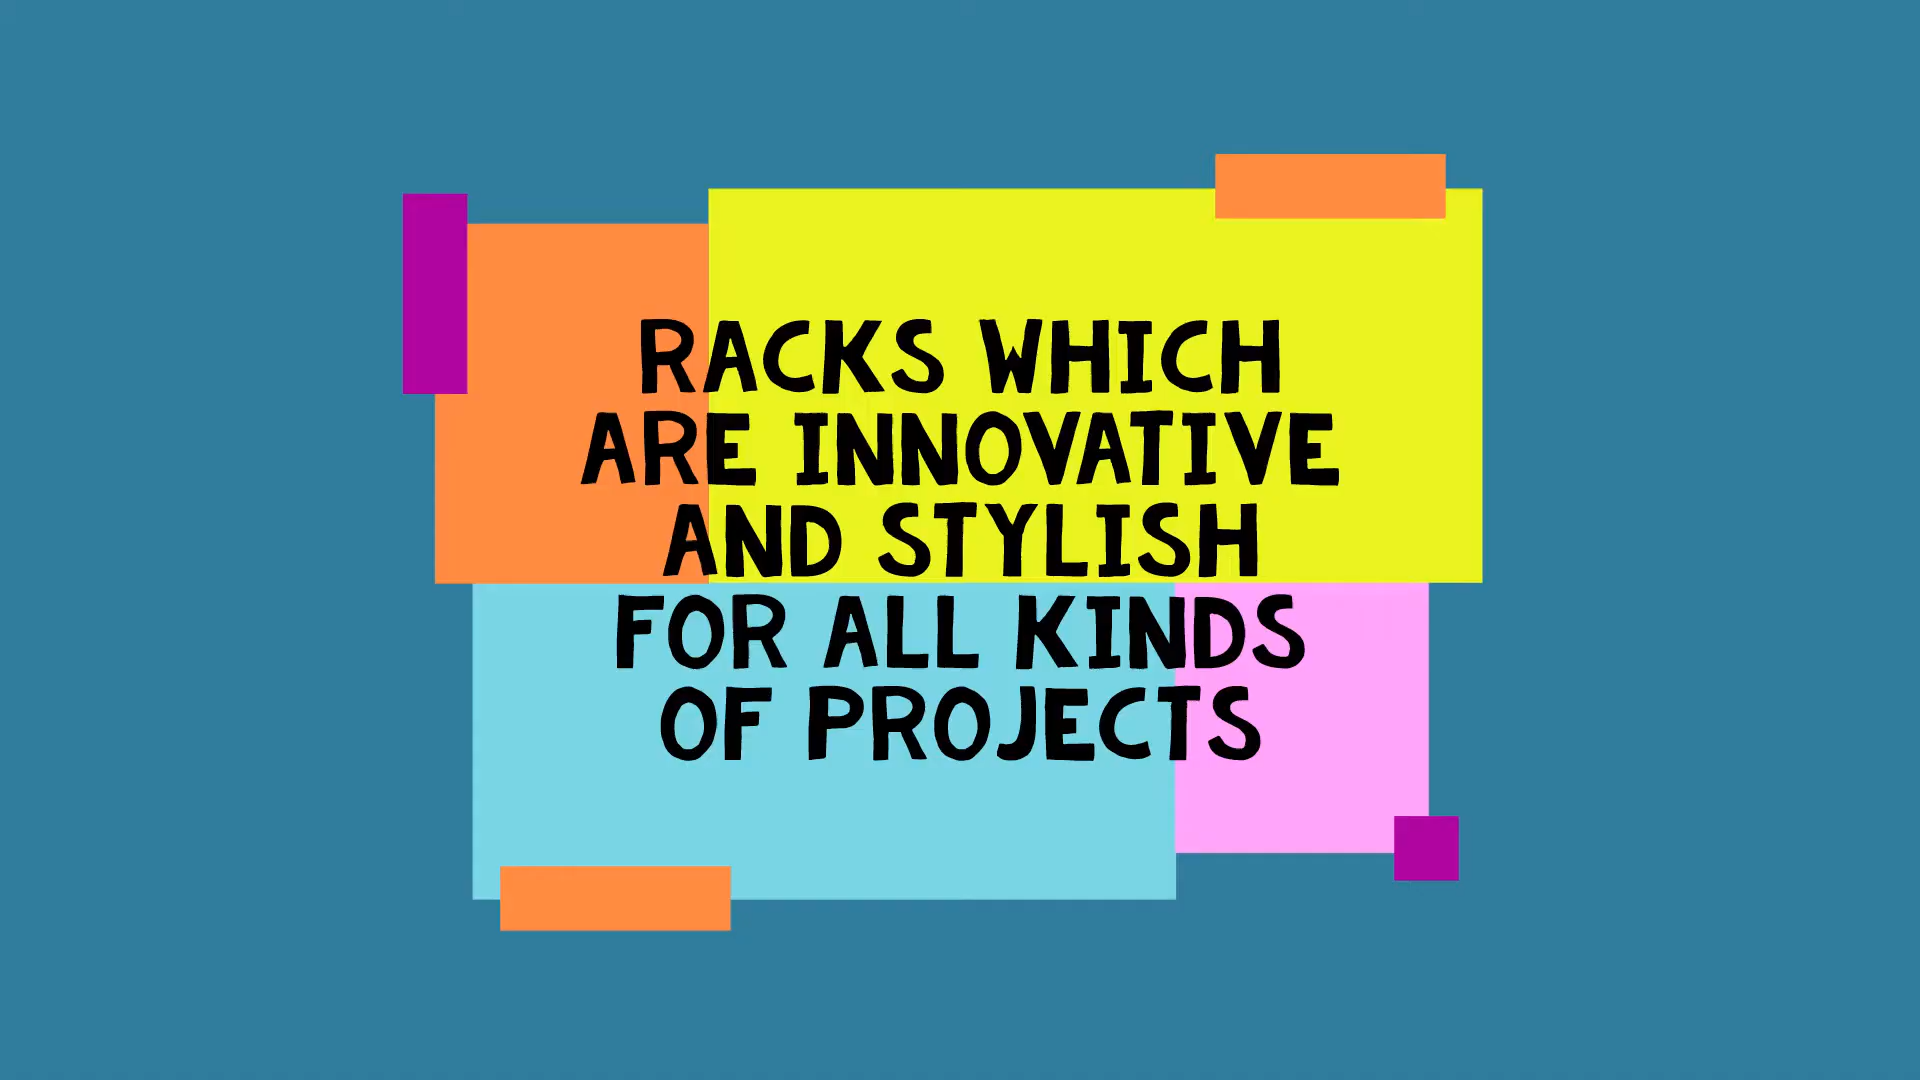 RACKS WHICH
ARE INNOVATIVE
AND STYLISH
FOR ALL KINDS
OF PROJECTS